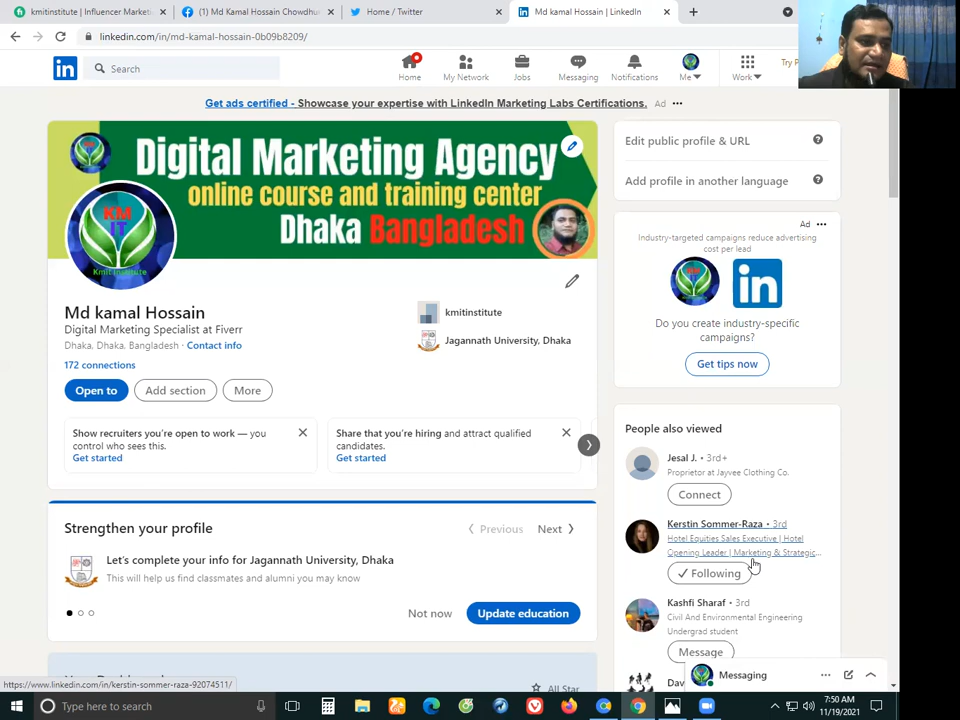 kmitinstitute | Influencer Marketi
(1) Md Kamal Hossain Chowdhu
Home / Twitter
Md kamal Hossain | LinkedIn
linkedin.com/in/md-kamal-hossain-0b09b8209/
in
Search
Home
My Network
Jobs
Messaging
Notifications
Me
Work
Try P
Get ads certified - Showcase your expertise with LinkedIn Marketing Labs Certifications. Ad
Digital Marketing Agency
online course and training center
Dhaka Bangladesh
KM
IT
Kmit Institute
Md kamal Hossain
Digital Marketing Specialist at Fiverr
Dhaka, Dhaka, Bangladesh · Contact info
172 connections
kmitinstitute
Jagannath University, Dhaka
Open to
Add section
More
Show recruiters you're open to work — you
control who sees this.
Get started
Share that you're hiring and attract qualified
candidates.
Get started
Strengthen your profile
Previous
Next
Let's complete your info for Jagannath University, Dhaka
This will help us find classmates and alumni you may know
Not now
Update education
All Star
Edit public profile & URL
Add profile in another language
Ad
Industry-targeted campaigns reduce advertising
cost per lead
in
Do you create industry-specific
campaigns?
Get tips now
People also viewed
Jesal J. • 3rd+
Proprietor at Jayvee Clothing Co.
Connect
Kerstin Sommer-Raza • 3rd
Hotel Equities Sales Executive | Hotel
Opening Leader | Marketing & Strategic...
Following
Kashfi Sharaf • 3rd
Civil And Environmental Engineering
Undergrad student
Message
Messaging
https://www.linkedin.com/in/kerstin-sommer-raza-92074511/
Type here to search
7:50 AM
11/19/2021